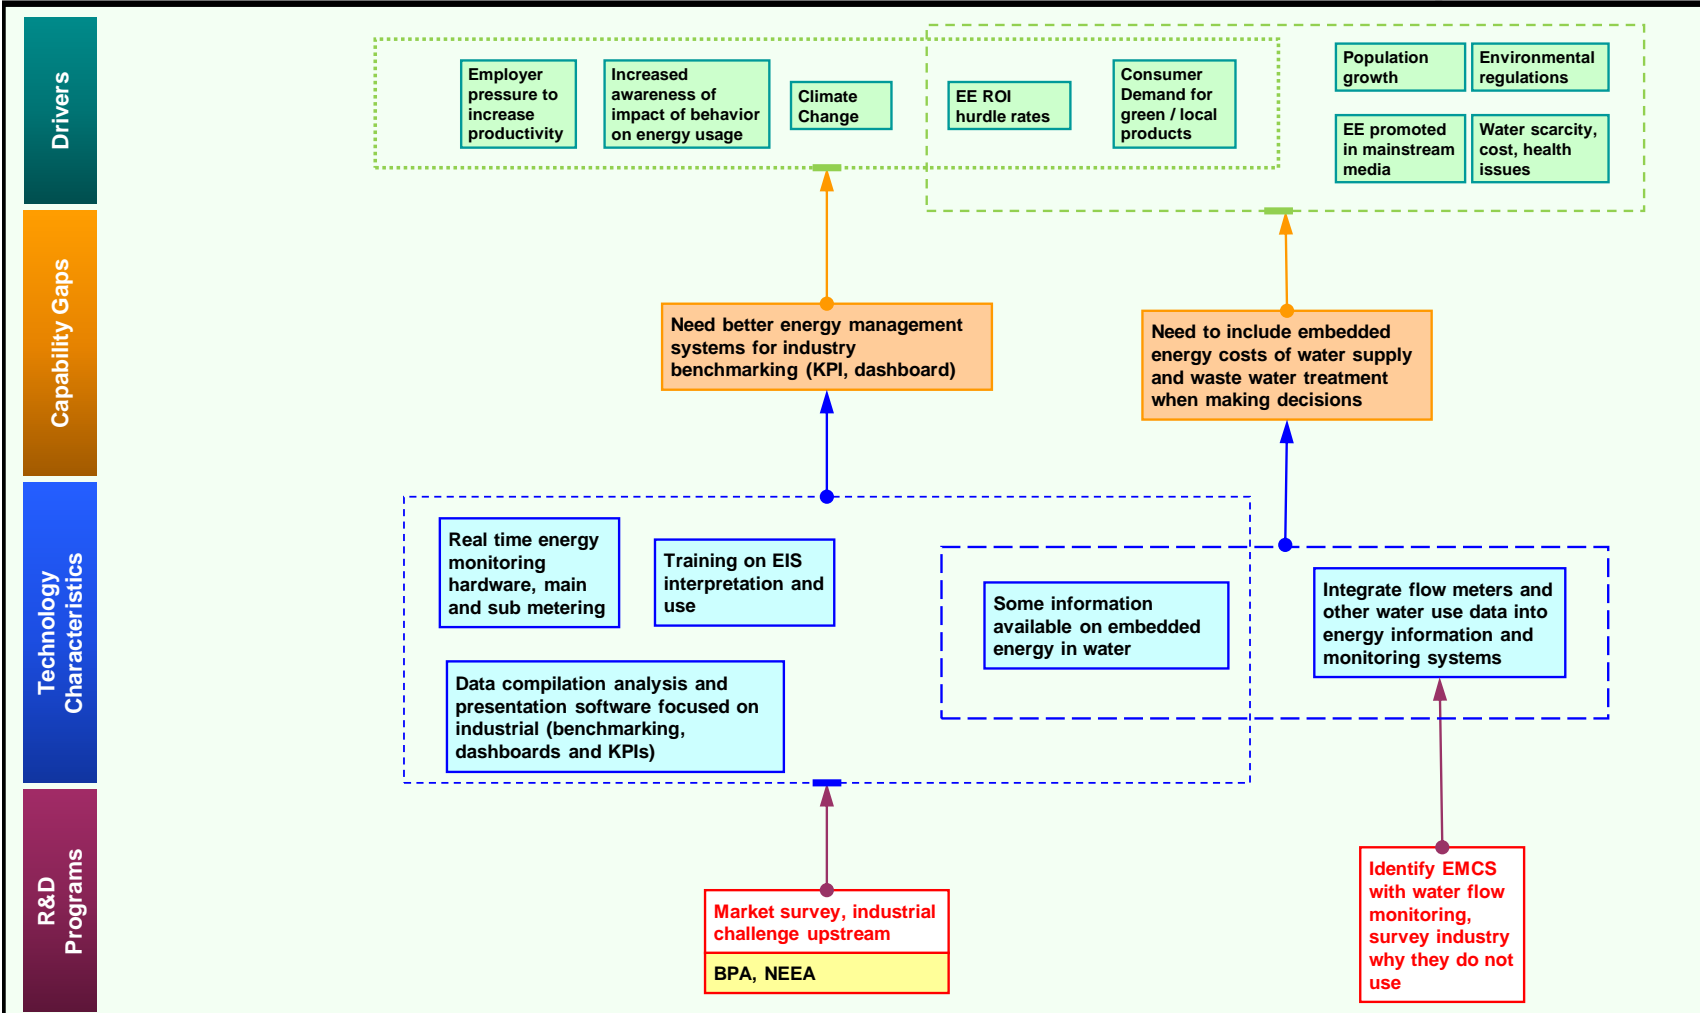 Drivers
Employer
pressure to
increase
productivity
Increased
awareness of
impact of behavior
on energy usage
Climate
Change
EE ROI
hurdle rates
Consumer
Demand for
green / local
products
Population
growth
Environmental
regulations
EE promoted
in mainstream
media
Water scarcity,
cost, health
issues
Capability Gaps
Need better energy management
systems for industry
benchmarking (KPI, dashboard)
Need to include embedded
energy costs of water supply
and waste water treatment
when making decisions
Technology
Characteristics
Real time energy
monitoring
hardware, main
and sub metering
Training on EIS
interpretation and
use
Some information
available on embedded
energy in water
Integrate flow meters and
other water use data into
energy information and
monitoring systems
Data compilation analysis and
presentation software focused on
industrial (benchmarking,
dashboards and KPIs)
R&D
Programs
Market survey, industrial
challenge upstream
BPA, NEEA
Identify EMCS
with water flow
monitoring,
survey industry
why they do not
use